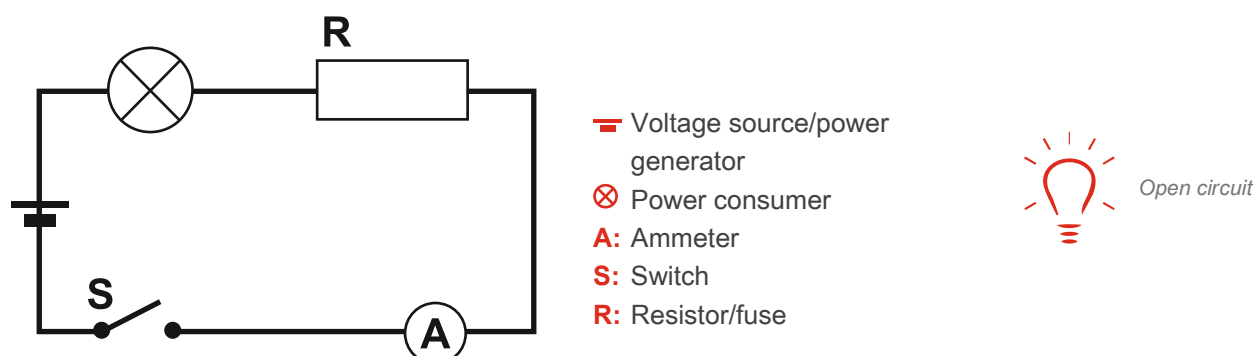 R
S
A
Voltage source/power
generator
Power consumer
A: Ammeter
S: Switch
R: Resistor/fuse
Open circuit